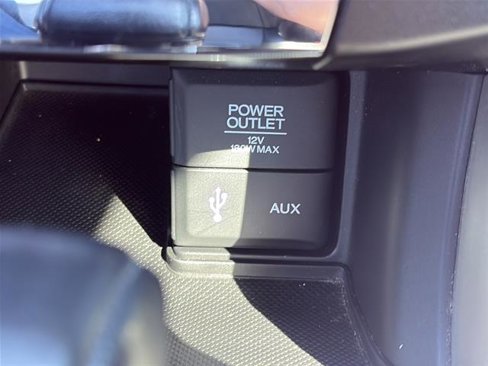 POWER
OUTLET
12V
180W MAX
AUX